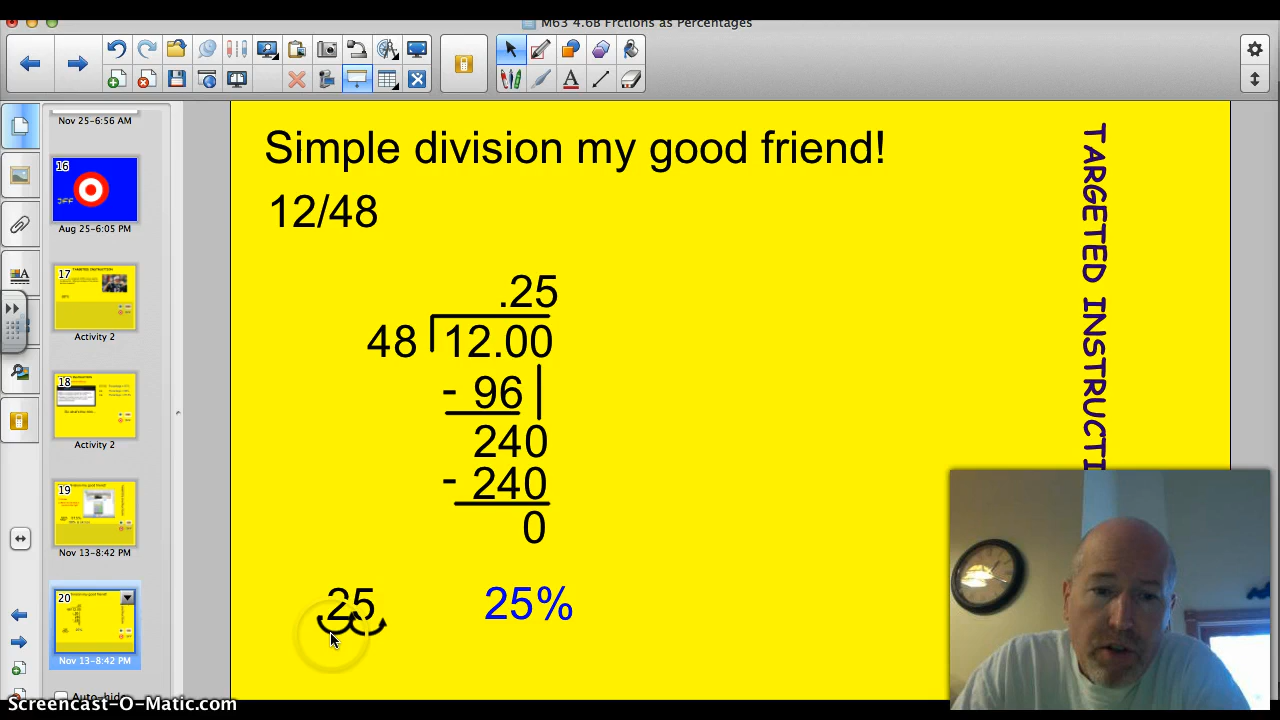 M63 4.6B Frctions as Percentages
Nov 25-6:56 AM
16
Aug 25-6:05 PM
17
Activity 2
18
Activity 2
19
Nov 13-8:42 PM
20
Nov 13-8:42 PM
Auto-hide
Simple division my good friend!
12/48
.25
48 12.00
- 96
240
- 240
0
25 25%
TARGETED INSTRUCTI
Screencast-O-Matic.com